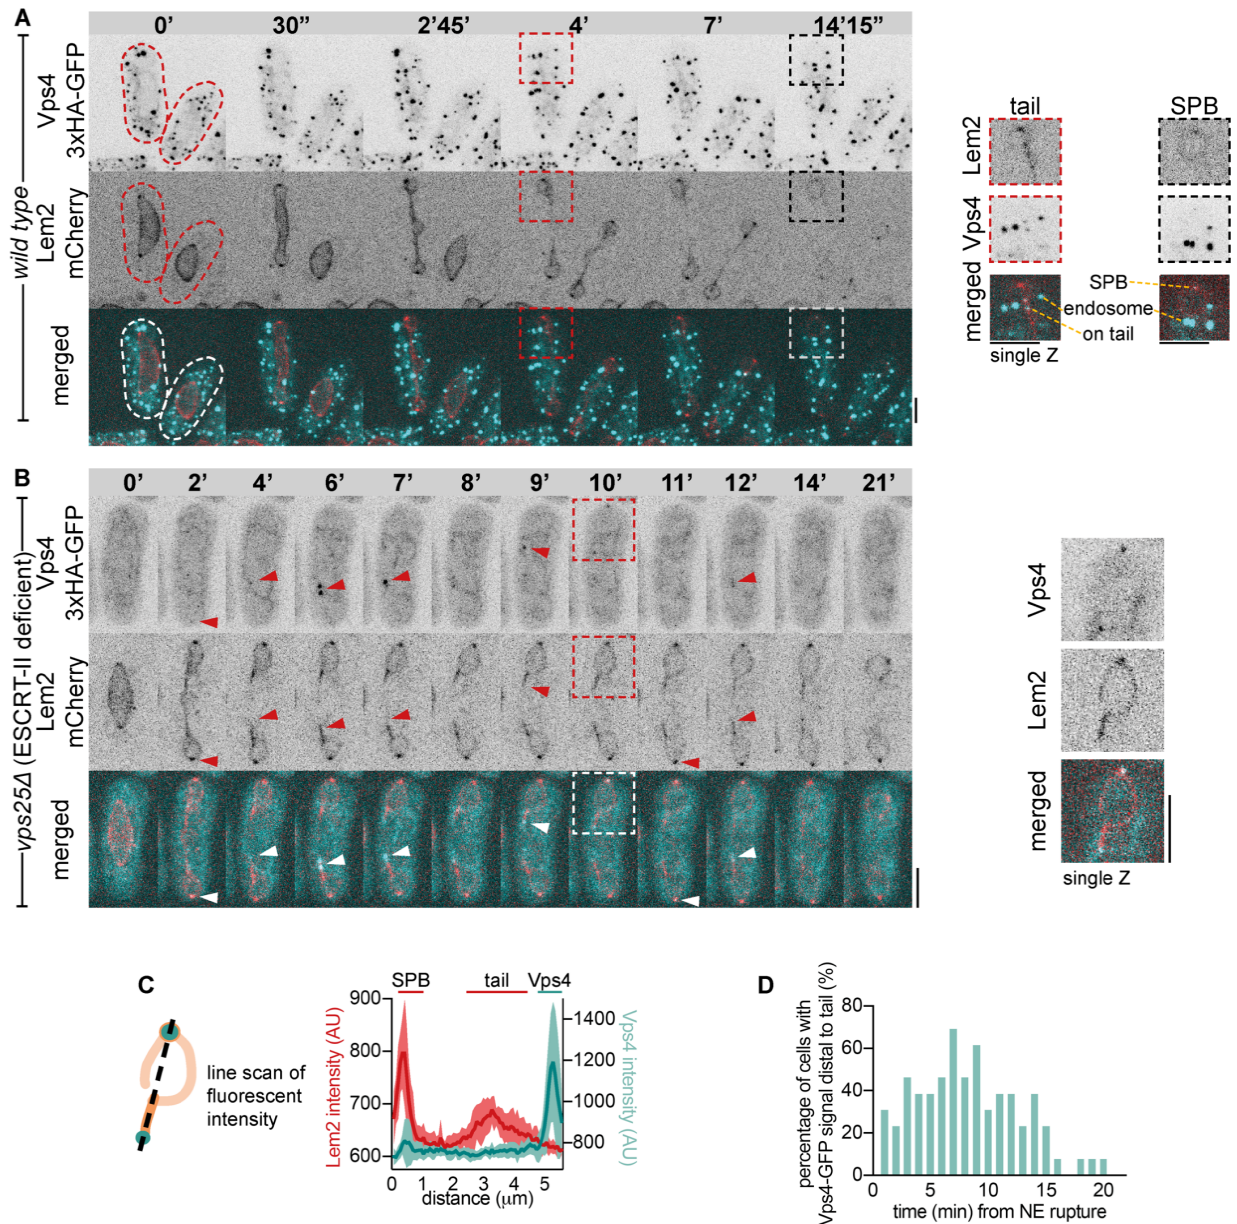 A
0’ 30” 2’45’ 4’ 7’ 14’15”
wild type
Vps4
3xHA-GFP
Lem2
mCherry
merged
tail SPB
Lem2
Vps4
merged
SPB
endosome
on tail
single Z
B
0’ 2’ 4’ 6’ 7’ 8’ 9’ 10’ 11’ 12’ 14’ 21’
vps25Δ (ESCRT-II deficient)
Vps4
3xHA-GFP
Lem2
mCherry
merged
Vps4
Lem2
merged
single Z
C
line scan of
fluorescent
intensity
SPB tail Vps4
Lem2 intensity (AU)
900
800
700
600
Vps4 intensity
(AU)
1400
1200
1000
800
0 1 2 3 4 5
distance (μm)
D
percentage of cells with
Vps4-GFP signal distal to tail (%)
80
60
40
20
0
0 5 10 15 20
time (min) from NE rupture